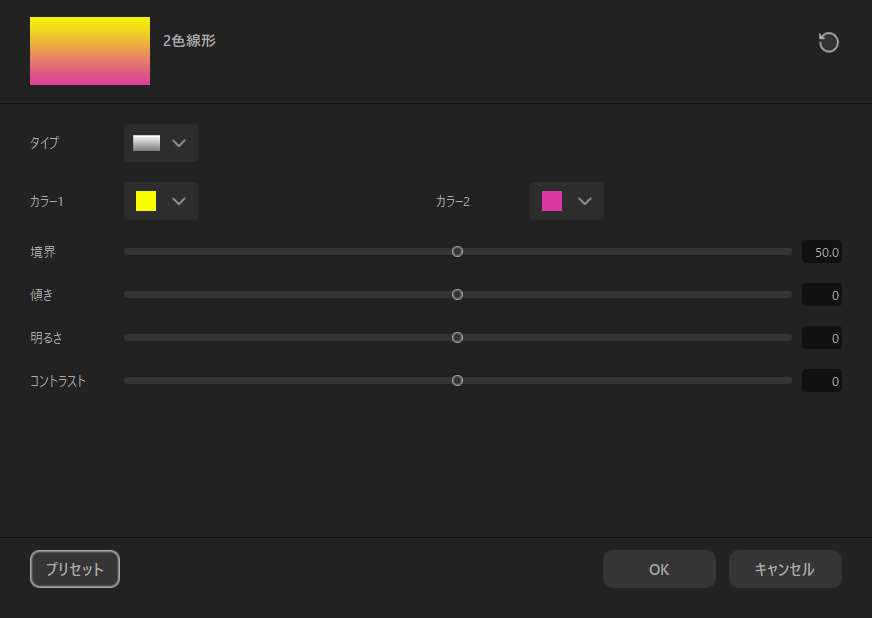 2色線形
タイプ
カラー1
カラー2
境界
50.0
傾き
0
明るさ
0
コントラスト
0
プリセット
OK
キャンセル